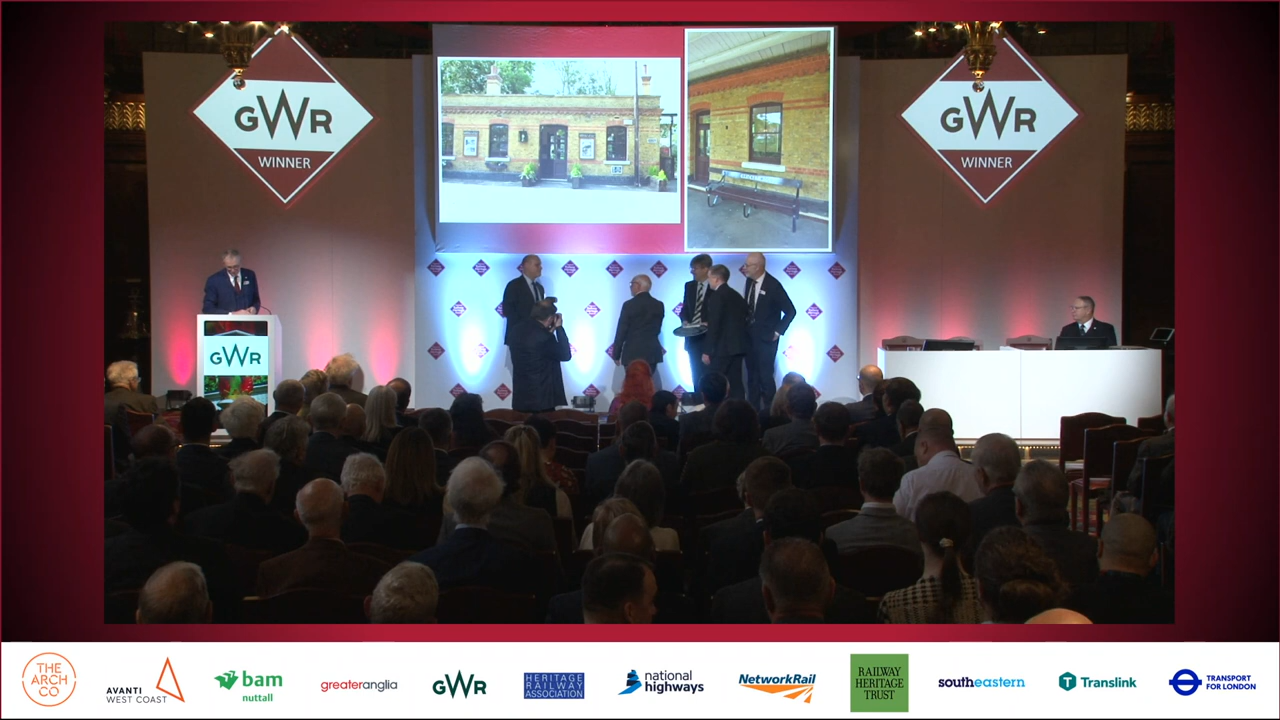 GWR
WINNER
GWR
WINNER
GWR
THE
ARCH
CO
AVANTI
WEST COAST
bam
nuttall
greateranglia
GWR
HERITAGE
RAILWAY
ASSOCIATION
national
highways
NetworkRail
RAILWAY
HERITAGE
TRUST
southeastern
Translink
TRANSPORT
FOR LONDON